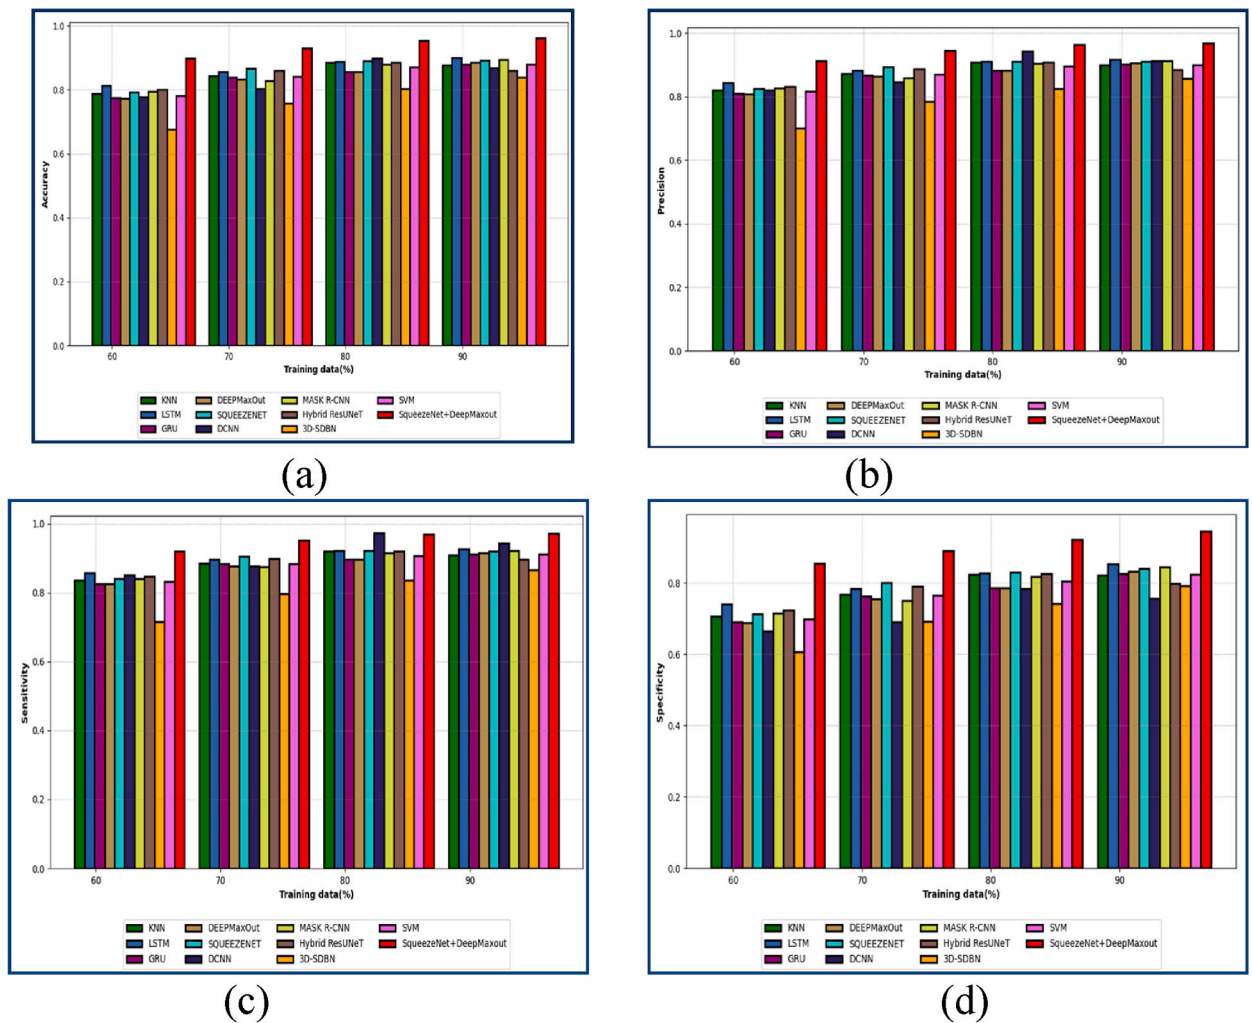 1.0
0.8
0.6
0.4
0.2
0.0
Accuracy
60 70 80 90
Training data(%)
KNN DEEPMaxOut MASK R-CNN SVM
LSTM SQUEEZENET Hybrid ResUNeT SqueezeNet+DeepMaxout
GRU DCNN 3D-SDBN
(a)
1.0
0.8
0.6
0.4
0.2
0.0
Precision
60 70 80 90
Training data(%)
KNN DEEPMaxOut MASK R-CNN SVM
LSTM SQUEEZENET Hybrid ResUNeT SqueezeNet+DeepMaxout
GRU DCNN 3D-SDBN
(b)
1.0
0.8
0.6
0.4
0.2
0.0
Sensitivity
60 70 80 90
Training data(%)
KNN DEEPMaxOut MASK R-CNN SVM
LSTM SQUEEZENET Hybrid ResUNeT SqueezeNet+DeepMaxout
GRU DCNN 3D-SDBN
(c)
0.8
0.6
0.4
0.2
0.0
Specificity
60 70 80 90
Training data(%)
KNN DEEPMaxOut MASK R-CNN SVM
LSTM SQUEEZENET Hybrid ResUNeT SqueezeNet+DeepMaxout
GRU DCNN 3D-SDBN
(d)